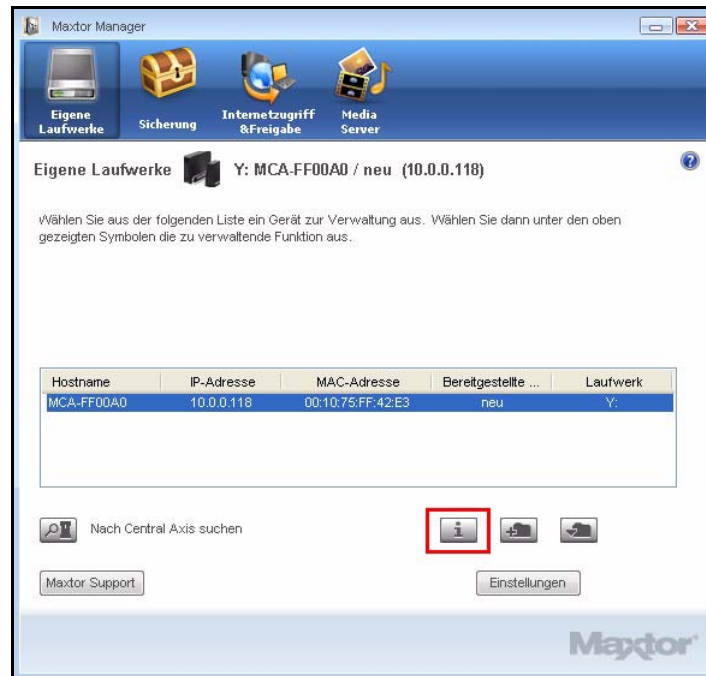 Maxtor Manager
Eigene Laufwerke
Sicherung
Internetzugriff &Freigabe
Media Server
Eigene Laufwerke Y: MCA-FF00A0 / neu (10.0.0.118)
Wählen Sie aus der folgenden Liste ein Gerät zur Verwaltung aus. Wählen Sie dann unter den oben
gezeigten Symbolen die zu verwaltende Funktion aus.
Hostname IP-Adresse MAC-Adresse Bereitgestellte ... Laufwerk
MCA-FF00A0 10.0.0.118 00:10:75:FF:42:E3 neu Y:
Nach Central Axis suchen
Maxtor Support Einstellungen
Maxtor